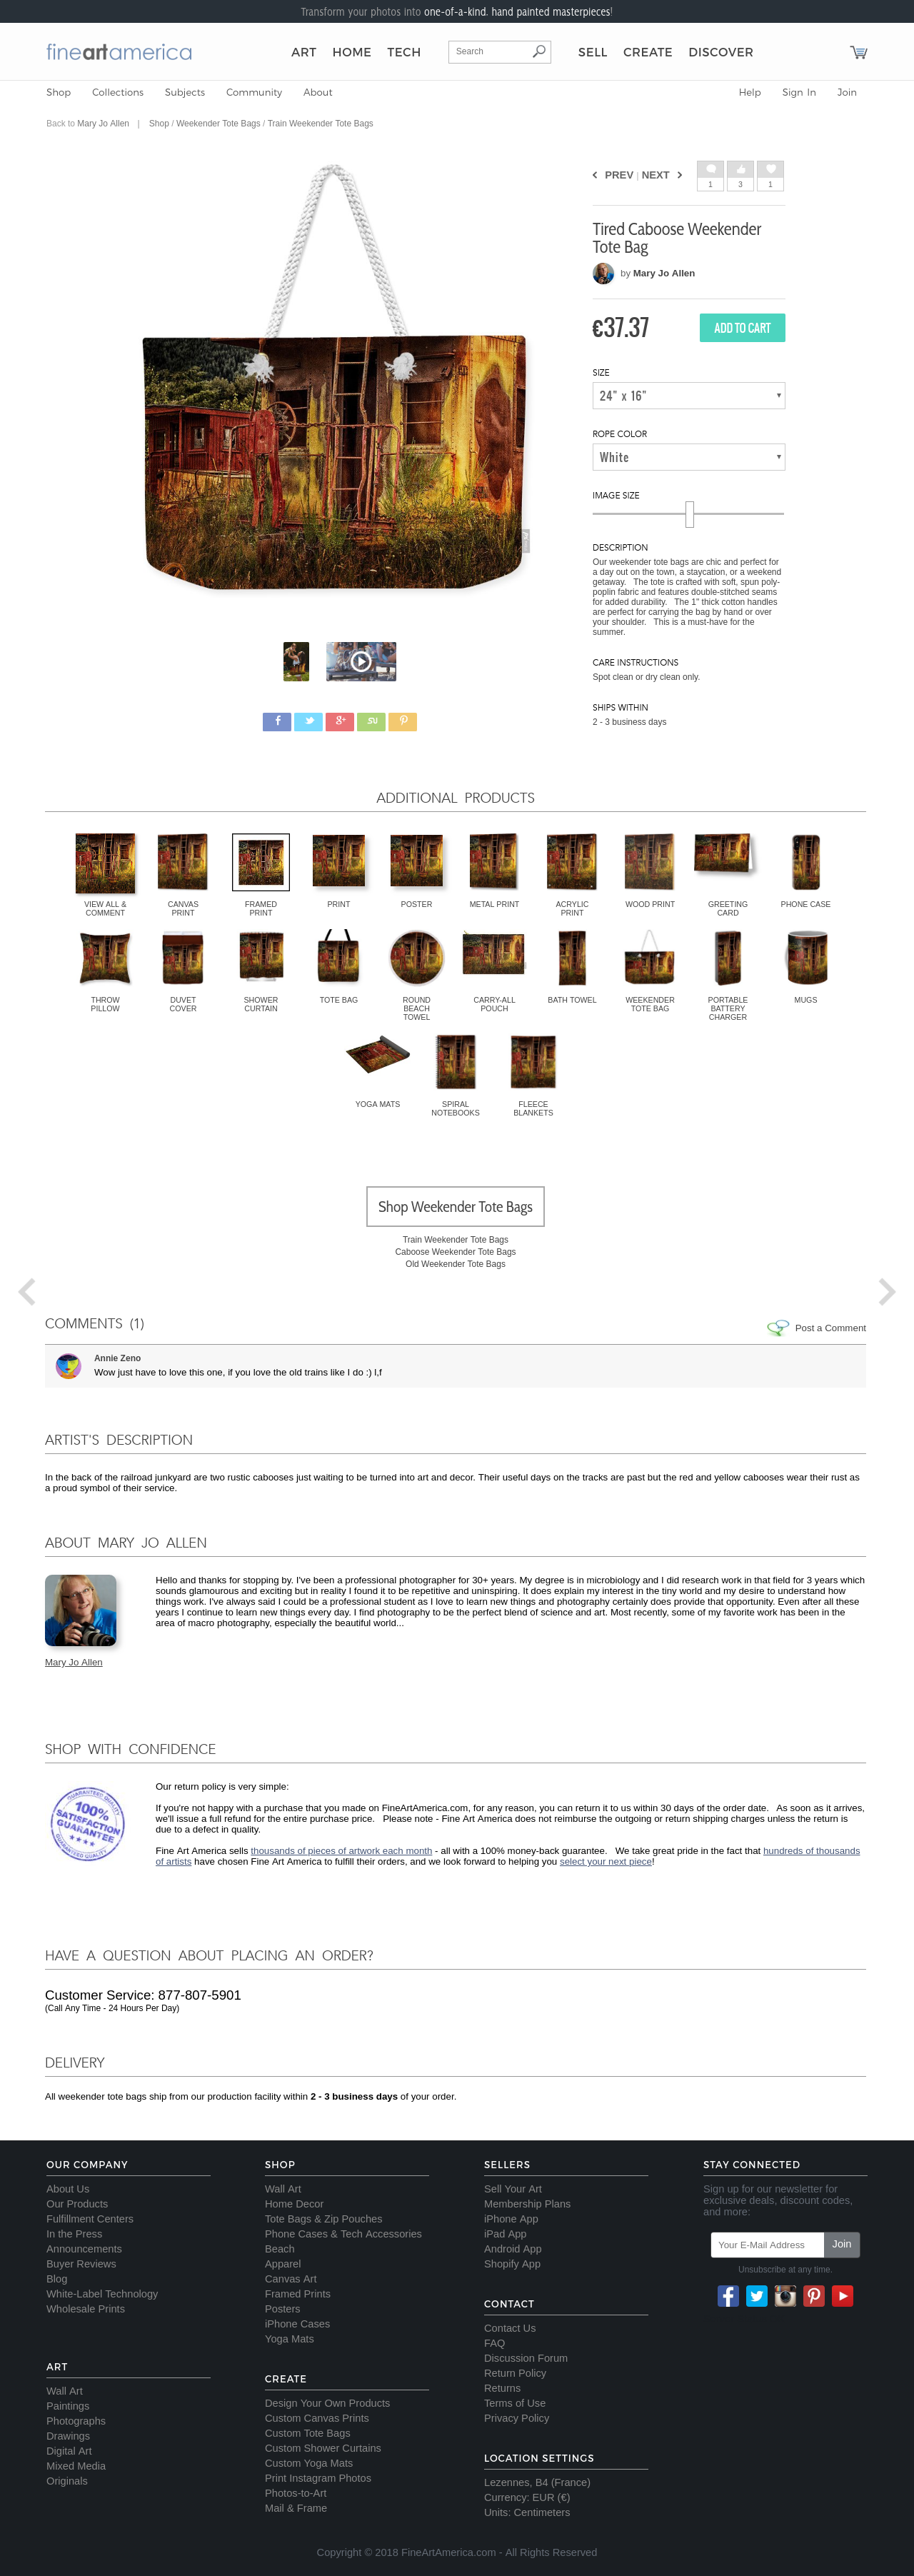 Transform your photos into one-of-a-kind, hand painted masterpieces!
fineartamerica
ART HOME TECH
Search
SELL CREATE DISCOVER
Shop Collections Subjects Community About
Help Sign In Join
Back to Mary Jo Allen | Shop / Weekender Tote Bags / Train Weekender Tote Bags
PREV | NEXT
1 3 1
Tired Caboose Weekender
Tote Bag
by Mary Jo Allen
€37.37
ADD TO CART
SIZE
24" x 16"
ROPE COLOR
White
IMAGE SIZE
DESCRIPTION
Our weekender tote bags are chic and perfect for
a day out on the town, a staycation, or a weekend
getaway. The tote is crafted with soft, spun poly-
poplin fabric and features double-stitched seams
for added durability. The 1" thick cotton handles
are perfect for carrying the bag by hand or over
your shoulder. This is a must-have for the
summer.
CARE INSTRUCTIONS
Spot clean or dry clean only.
SHIPS WITHIN
2 - 3 business days
ADDITIONAL PRODUCTS
VIEW ALL &
COMMENT
CANVAS
PRINT
FRAMED
PRINT
PRINT
POSTER
METAL PRINT
ACRYLIC
PRINT
WOOD PRINT
GREETING
CARD
PHONE CASE
THROW
PILLOW
DUVET
COVER
SHOWER
CURTAIN
TOTE BAG
ROUND
BEACH
TOWEL
CARRY-ALL
POUCH
BATH TOWEL
WEEKENDER
TOTE BAG
PORTABLE
BATTERY
CHARGER
MUGS
YOGA MATS
SPIRAL
NOTEBOOKS
FLEECE
BLANKETS
Shop Weekender Tote Bags
Train Weekender Tote Bags
Caboose Weekender Tote Bags
Old Weekender Tote Bags
COMMENTS (1)
Post a Comment
Annie Zeno
Wow just have to love this one, if you love the old trains like I do :) l,f
ARTIST'S DESCRIPTION
In the back of the railroad junkyard are two rustic cabooses just waiting to be turned into art and decor. Their useful days on the tracks are past but the red and yellow cabooses wear their rust as
a proud symbol of their service.
ABOUT MARY JO ALLEN
Hello and thanks for stopping by. I've been a professional photographer for 30+ years. My degree is in microbiology and I did research work in that field for 3 years which
sounds glamourous and exciting but in reality I found it to be repetitive and uninspiring. It does explain my interest in the tiny world and my desire to understand how
things work. I've always said I could be a professional student as I love to learn new things and photography certainly does provide that opportunity. Even after all these
years I continue to learn new things every day. I find photography to be the perfect blend of science and art. Most recently, some of my favorite work has been in the
area of macro photography, especially the beautiful world...
Mary Jo Allen
SHOP WITH CONFIDENCE
GUARANTEED QUALITY
100%
SATISFACTION
GUARANTEE
GUARANTEED QUALITY
Our return policy is very simple:
If you're not happy with a purchase that you made on FineArtAmerica.com, for any reason, you can return it to us within 30 days of the order date. As soon as it arrives,
we'll issue a full refund for the entire purchase price. Please note - Fine Art America does not reimburse the outgoing or return shipping charges unless the return is
due to a defect in quality.
Fine Art America sells thousands of pieces of artwork each month - all with a 100% money-back guarantee. We take great pride in the fact that hundreds of thousands
of artists have chosen Fine Art America to fulfill their orders, and we look forward to helping you select your next piece!
HAVE A QUESTION ABOUT PLACING AN ORDER?
Customer Service: 877-807-5901
(Call Any Time - 24 Hours Per Day)
DELIVERY
All weekender tote bags ship from our production facility within 2 - 3 business days of your order.
OUR COMPANY
About Us
Our Products
Fulfillment Centers
In the Press
Announcements
Buyer Reviews
Blog
White-Label Technology
Wholesale Prints
ART
Wall Art
Paintings
Photographs
Drawings
Digital Art
Mixed Media
Originals
SHOP
Wall Art
Home Decor
Tote Bags & Zip Pouches
Phone Cases & Tech Accessories
Beach
Apparel
Canvas Art
Framed Prints
Posters
iPhone Cases
Yoga Mats
CREATE
Design Your Own Products
Custom Canvas Prints
Custom Tote Bags
Custom Shower Curtains
Custom Yoga Mats
Print Instagram Photos
Photos-to-Art
Mail & Frame
SELLERS
Sell Your Art
Membership Plans
iPhone App
iPad App
Android App
Shopify App
CONTACT
Contact Us
FAQ
Discussion Forum
Return Policy
Returns
Terms of Use
Privacy Policy
LOCATION SETTINGS
Lezennes, B4 (France)
Currency: EUR (€)
Units: Centimeters
STAY CONNECTED
Sign up for our newsletter for
exclusive deals, discount codes,
and more:
Your E-Mail Address Join
Unsubscribe at any time.
Copyright © 2018 FineArtAmerica.com - All Rights Reserved